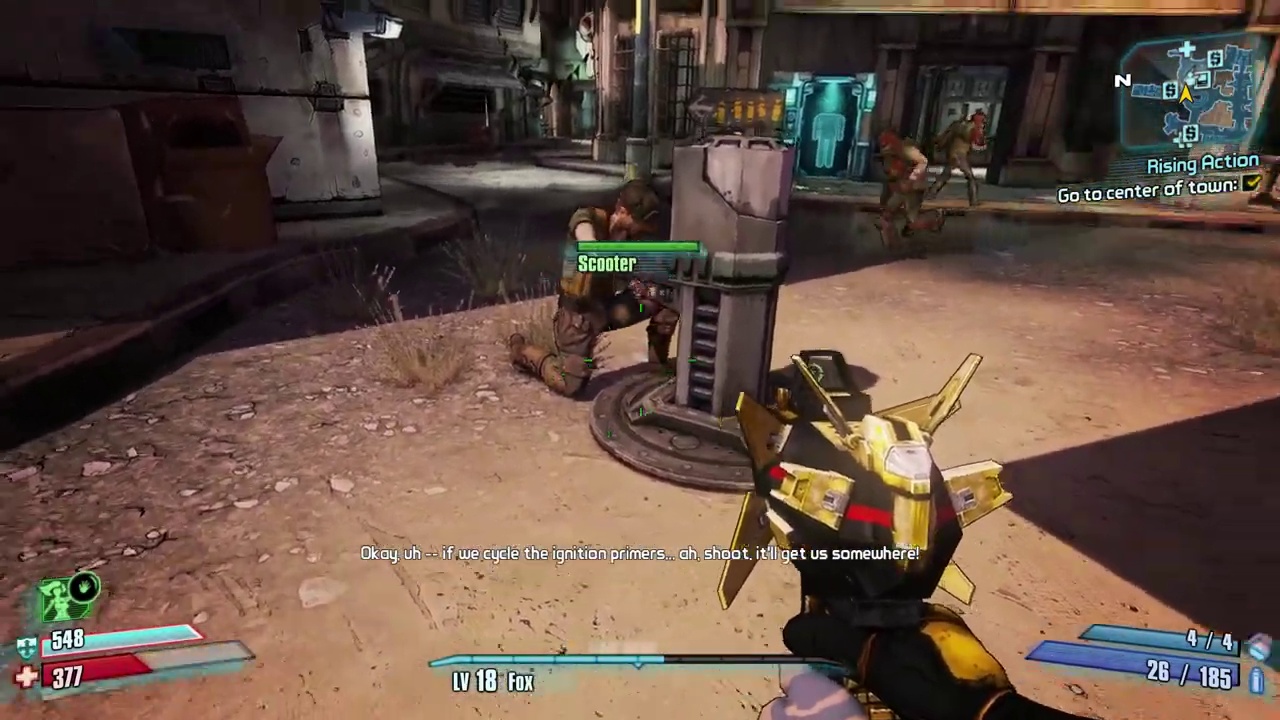 N
$
$
$
Rising Action
Go to center of town:
Scooter
Okay, uh -- if we cycle the ignition primers... ah, shoot, it'll get us somewhere!
548
377
LV 18 Fox
4 / 4
26 / 185